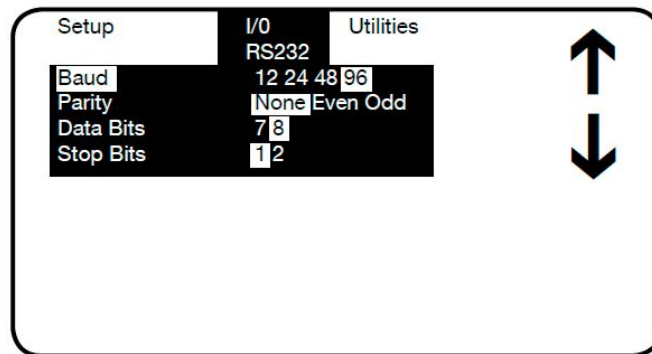 Setup I/0 Utilities
RS232
Baud 12 24 48 96
Parity None Even Odd
Data Bits 7 8
Stop Bits 1 2